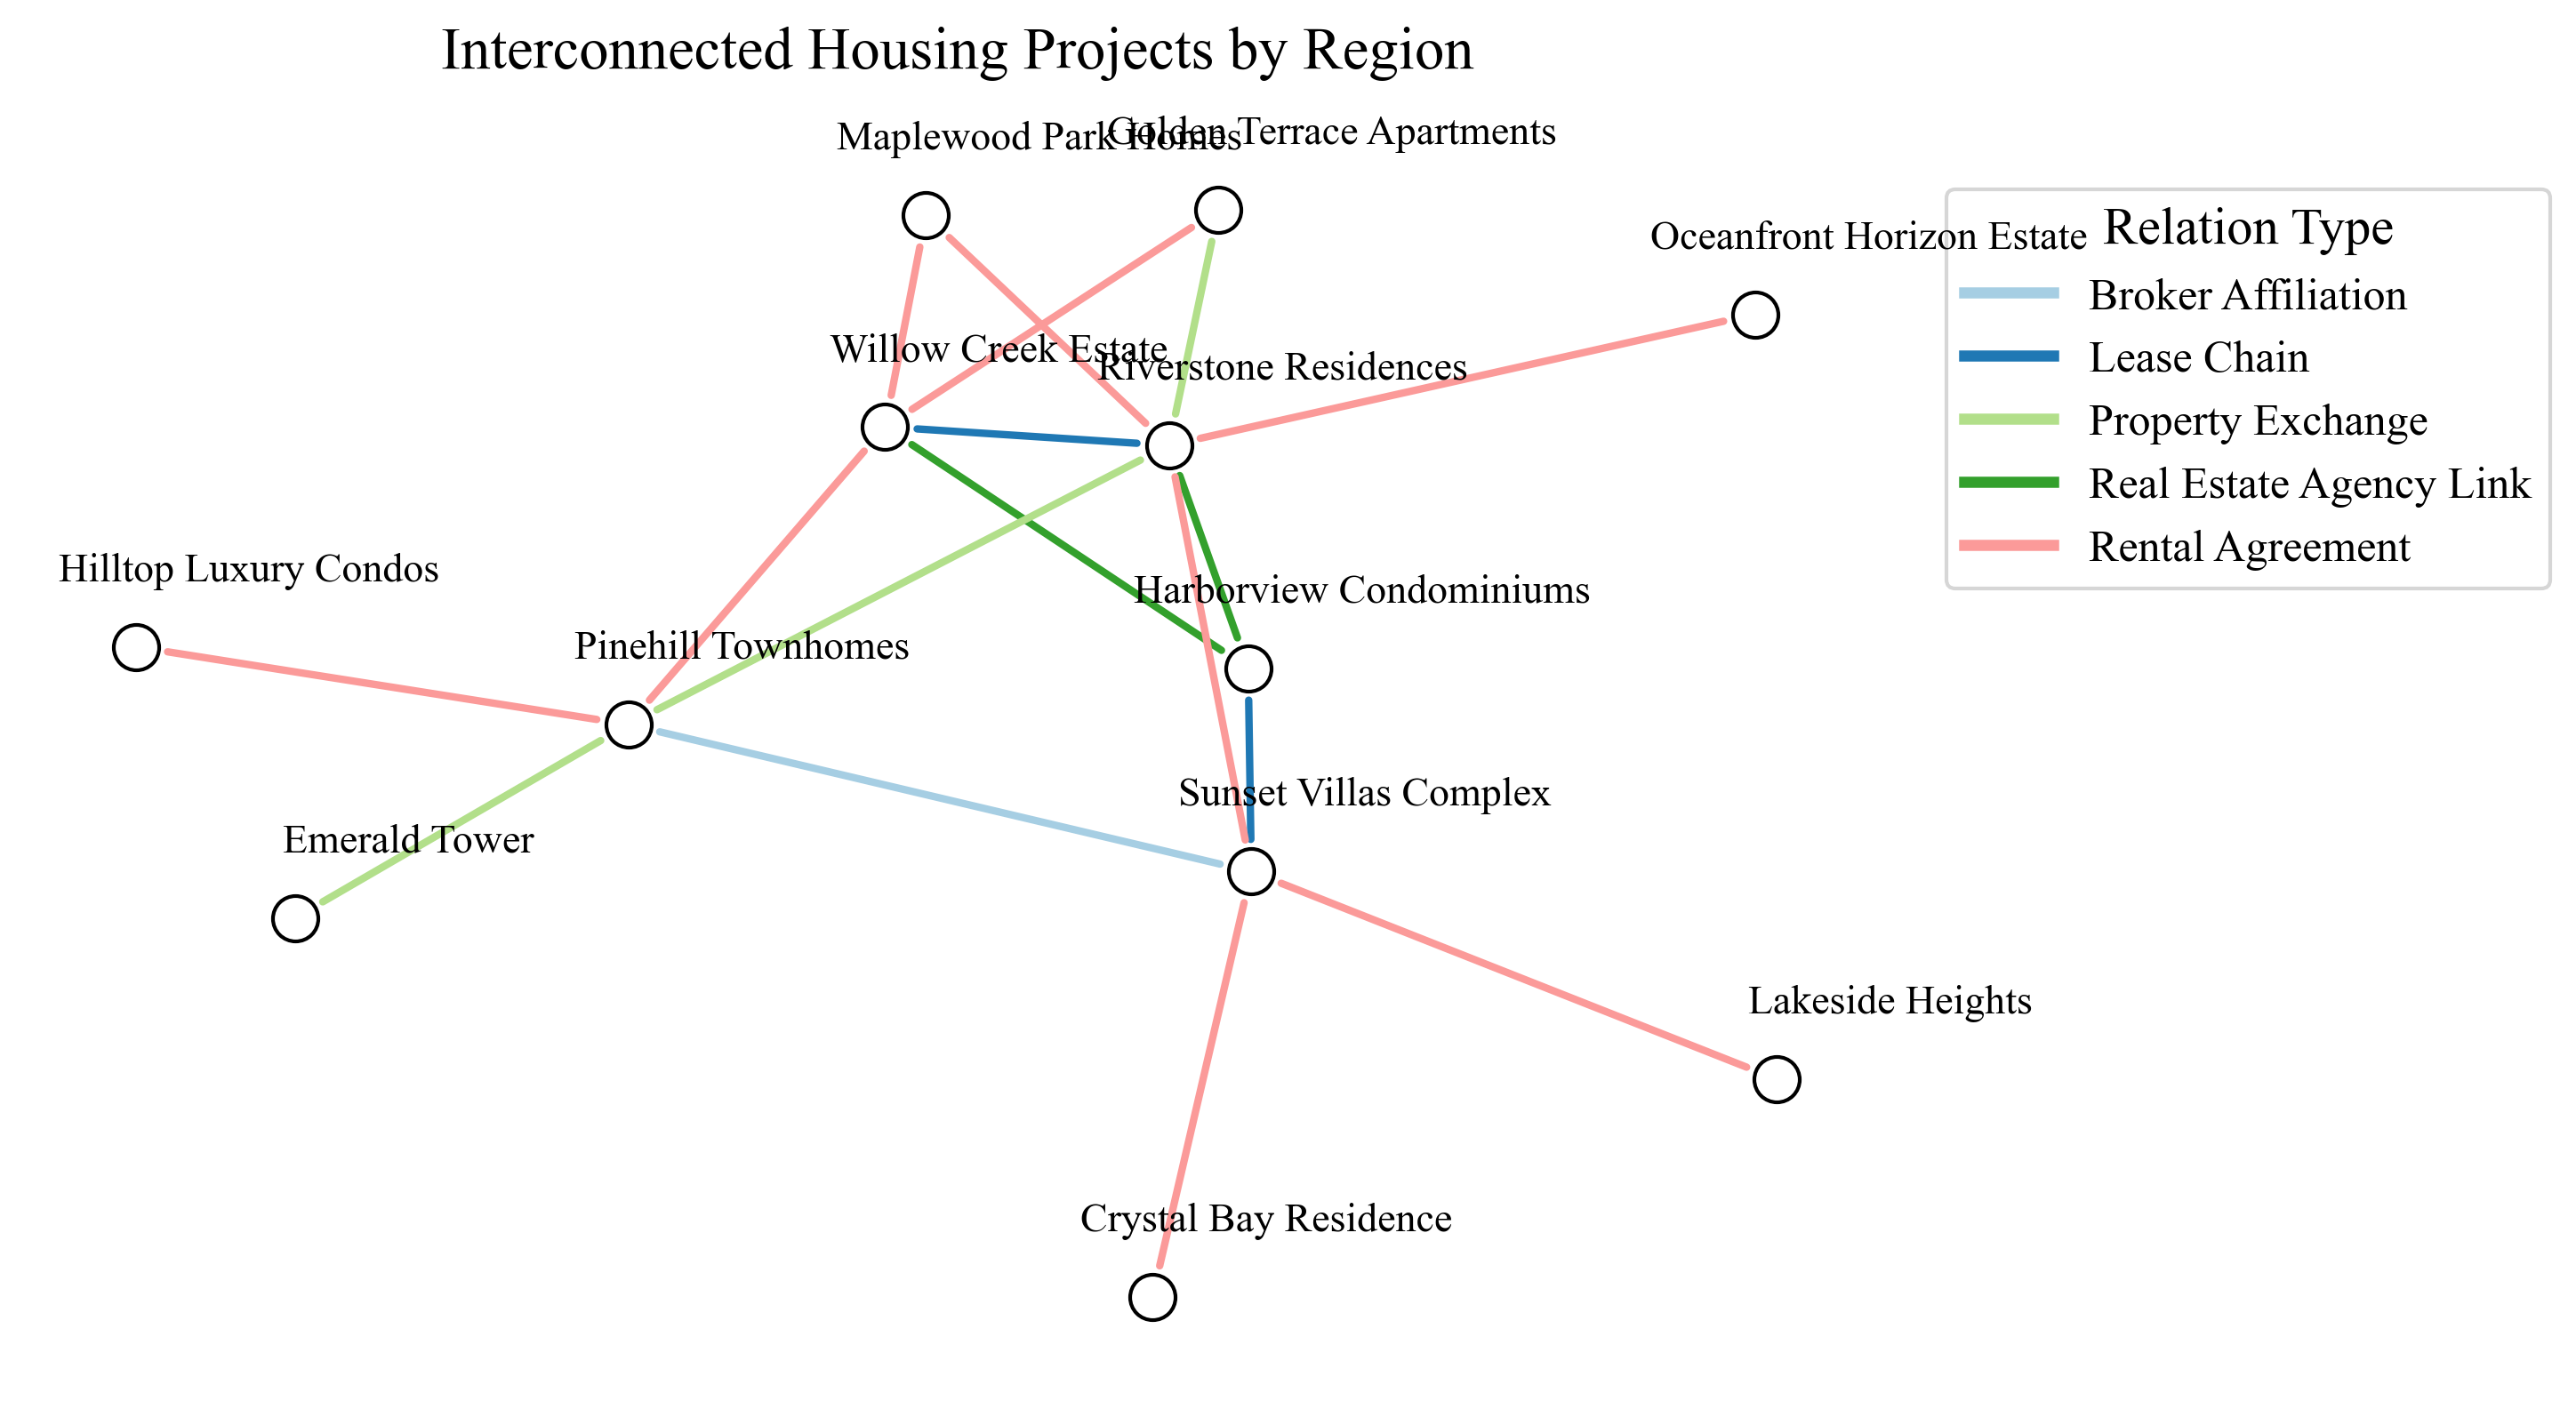 Interconnected Housing Projects by Region
Maplewood Park Homes
Golden Terrace Apartments
Oceanfront Horizon Estate
Relation Type
Broker Affiliation
Lease Chain
Property Exchange
Real Estate Agency Link
Rental Agreement
Willow Creek Estate
Riverstone Residences
Hilltop Luxury Condos
Harborview Condominiums
Pinehill Townhomes
Sunset Villas Complex
Emerald Tower
Lakeside Heights
Crystal Bay Residence